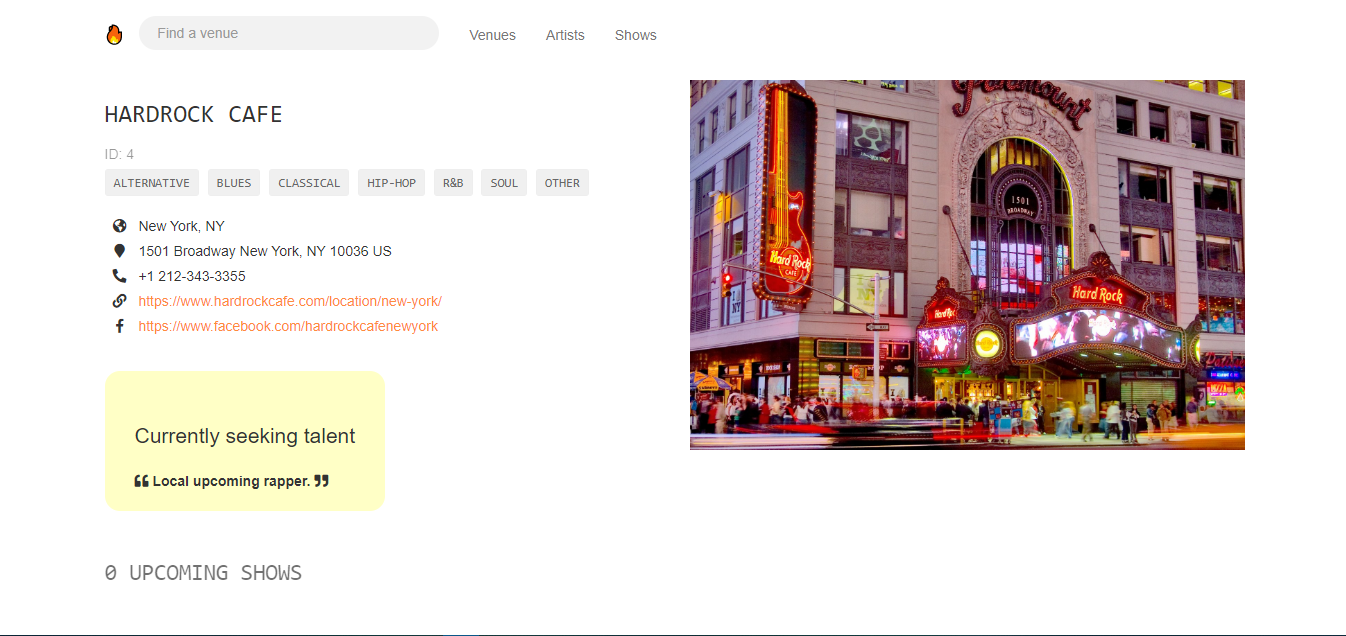 Find a venue
Venues
Artists
Shows
HARDROCK CAFE
ID: 4
ALTERNATIVE BLUES CLASSICAL HIP-HOP R&B SOUL OTHER
New York, NY
1501 Broadway New York, NY 10036 US
+1 212-343-3355
https://www.hardrockcafe.com/location/new-york/
https://www.facebook.com/hardrockcafenewyork
Currently seeking talent
❝ Local upcoming rapper. ❞
0 UPCOMING SHOWS
Paramount
1501
BROADWAY
Hard Rock
CAFE
Hard Rock
Hard Rock
NY